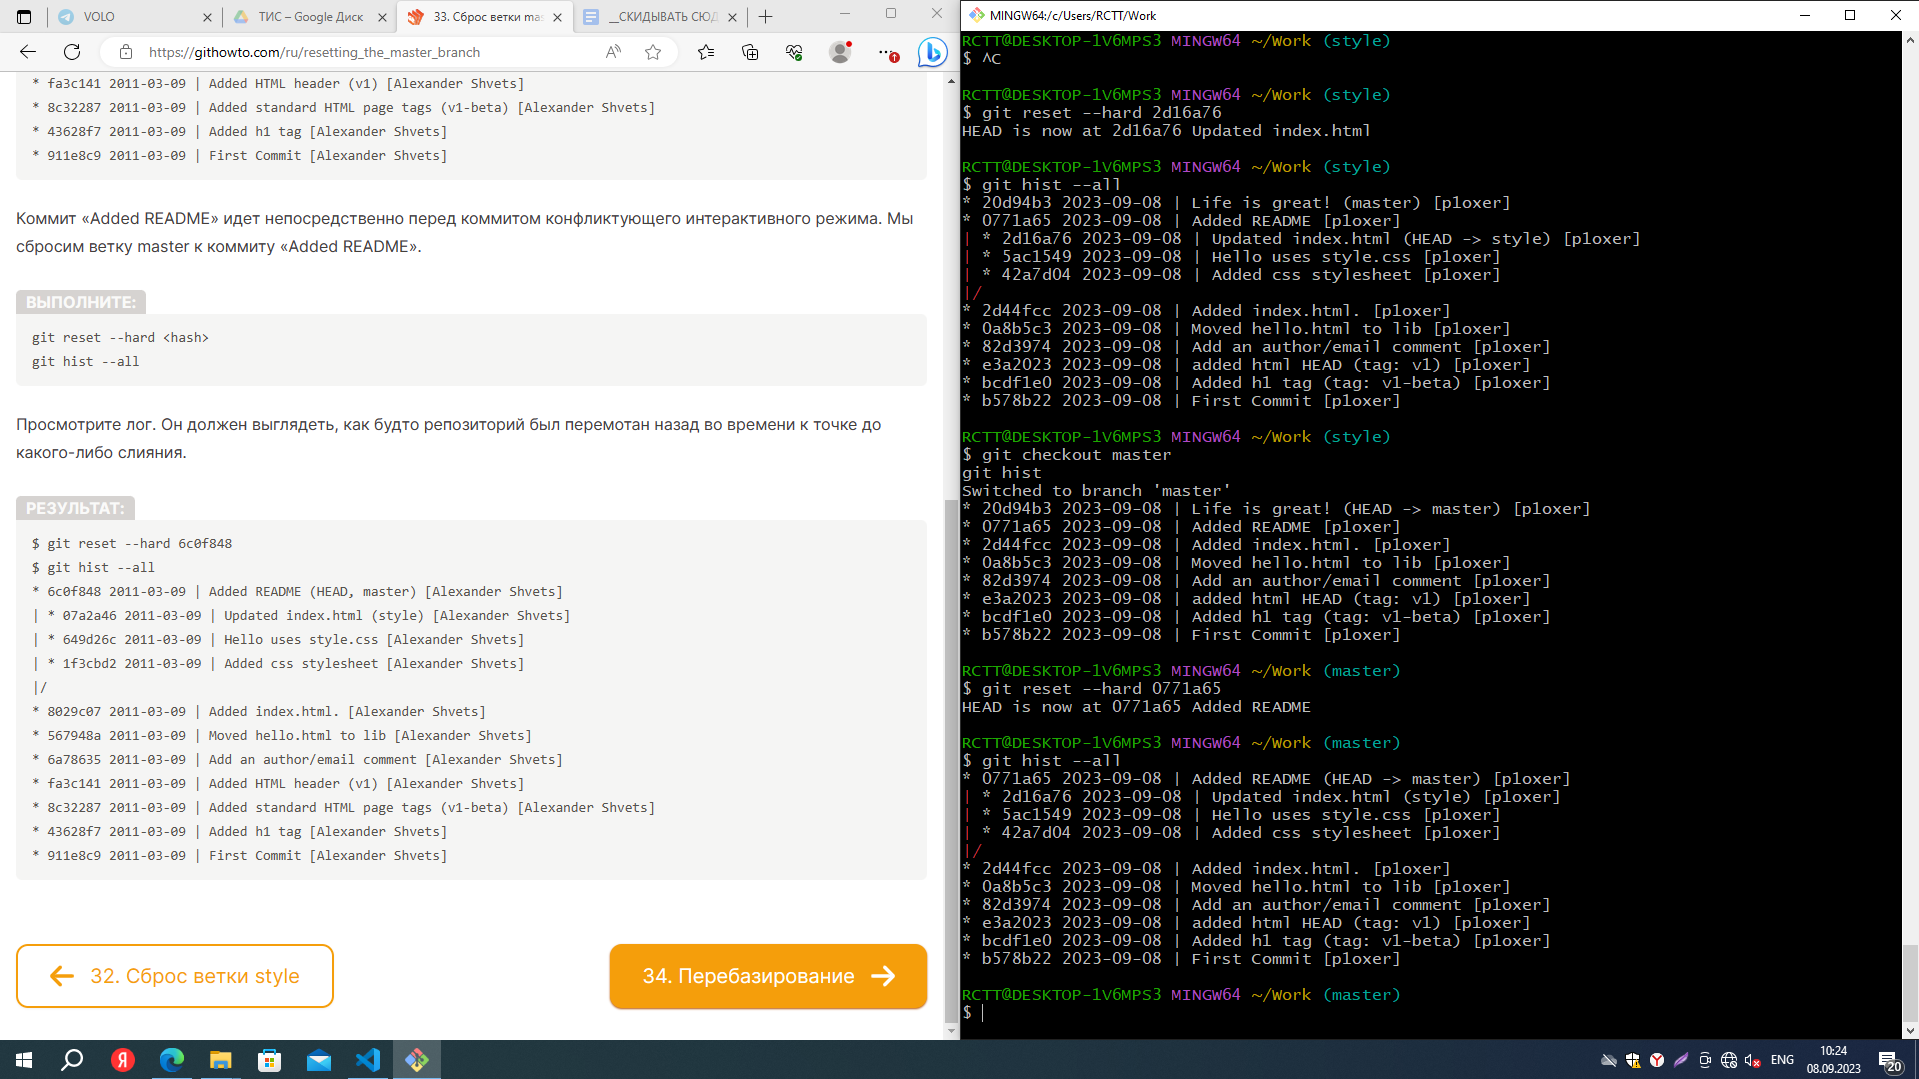 VOLO
ТИС – Google Диск
33. Сброс ветки mas
__СКИДЫВАТЬ СЮД
https://githowto.com/ru/resetting_the_master_branch
* fa3c141 2011-03-09 | Added HTML header (v1) [Alexander Shvets]
* 8c32287 2011-03-09 | Added standard HTML page tags (v1-beta) [Alexander Shvets]
* 43628f7 2011-03-09 | Added h1 tag [Alexander Shvets]
* 911e8c9 2011-03-09 | First Commit [Alexander Shvets]
Коммит «Added README» идет непосредственно перед коммитом конфликтующего интерактивного режима. Мы
сбросим ветку master к коммиту «Added README».
ВЫПОЛНИТЕ:
git reset --hard <hash>
git hist --all
Просмотрите лог. Он должен выглядеть, как будто репозиторий был перемотан назад во времени к точке до
какого-либо слияния.
РЕЗУЛЬТАТ:
$ git reset --hard 6c0f848
$ git hist --all
* 6c0f848 2011-03-09 | Added README (HEAD, master) [Alexander Shvets]
| * 07a2a46 2011-03-09 | Updated index.html (style) [Alexander Shvets]
| * 649d26c 2011-03-09 | Hello uses style.css [Alexander Shvets]
| * 1f3cbd2 2011-03-09 | Added css stylesheet [Alexander Shvets]
|/
* 8029c07 2011-03-09 | Added index.html. [Alexander Shvets]
* 567948a 2011-03-09 | Moved hello.html to lib [Alexander Shvets]
* 6a78635 2011-03-09 | Add an author/email comment [Alexander Shvets]
* fa3c141 2011-03-09 | Added HTML header (v1) [Alexander Shvets]
* 8c32287 2011-03-09 | Added standard HTML page tags (v1-beta) [Alexander Shvets]
* 43628f7 2011-03-09 | Added h1 tag [Alexander Shvets]
* 911e8c9 2011-03-09 | First Commit [Alexander Shvets]
32. Сброс ветки style
34. Перебазирование
MINGW64:/c/Users/RCTT/Work
RCTT@DESKTOP-1V6MPS3 MINGW64 ~/Work (style)
$ ^C
RCTT@DESKTOP-1V6MPS3 MINGW64 ~/Work (style)
$ git reset --hard 2d16a76
HEAD is now at 2d16a76 Updated index.html
RCTT@DESKTOP-1V6MPS3 MINGW64 ~/Work (style)
$ git hist --all
* 20d94b3 2023-09-08 | Life is great! (master) [ploxer]
* 0771a65 2023-09-08 | Added README [ploxer]
| * 2d16a76 2023-09-08 | Updated index.html (HEAD -> style) [ploxer]
| * 5ac1549 2023-09-08 | Hello uses style.css [ploxer]
| * 42a7d04 2023-09-08 | Added css stylesheet [ploxer]
|/
* 2d44fcc 2023-09-08 | Added index.html. [ploxer]
* 0a8b5c3 2023-09-08 | Moved hello.html to lib [ploxer]
* 82d3974 2023-09-08 | Add an author/email comment [ploxer]
* e3a2023 2023-09-08 | added html HEAD (tag: v1) [ploxer]
* bcdf1e0 2023-09-08 | Added h1 tag (tag: v1-beta) [ploxer]
* b578b22 2023-09-08 | First Commit [ploxer]
RCTT@DESKTOP-1V6MPS3 MINGW64 ~/Work (style)
$ git checkout master
git hist
Switched to branch 'master'
* 20d94b3 2023-09-08 | Life is great! (HEAD -> master) [ploxer]
* 0771a65 2023-09-08 | Added README [ploxer]
* 2d44fcc 2023-09-08 | Added index.html. [ploxer]
* 0a8b5c3 2023-09-08 | Moved hello.html to lib [ploxer]
* 82d3974 2023-09-08 | Add an author/email comment [ploxer]
* e3a2023 2023-09-08 | added html HEAD (tag: v1) [ploxer]
* bcdf1e0 2023-09-08 | Added h1 tag (tag: v1-beta) [ploxer]
* b578b22 2023-09-08 | First Commit [ploxer]
RCTT@DESKTOP-1V6MPS3 MINGW64 ~/Work (master)
$ git reset --hard 0771a65
HEAD is now at 0771a65 Added README
RCTT@DESKTOP-1V6MPS3 MINGW64 ~/Work (master)
$ git hist --all
* 0771a65 2023-09-08 | Added README (HEAD -> master) [ploxer]
| * 2d16a76 2023-09-08 | Updated index.html (style) [ploxer]
| * 5ac1549 2023-09-08 | Hello uses style.css [ploxer]
| * 42a7d04 2023-09-08 | Added css stylesheet [ploxer]
|/
* 2d44fcc 2023-09-08 | Added index.html. [ploxer]
* 0a8b5c3 2023-09-08 | Moved hello.html to lib [ploxer]
* 82d3974 2023-09-08 | Add an author/email comment [ploxer]
* e3a2023 2023-09-08 | added html HEAD (tag: v1) [ploxer]
* bcdf1e0 2023-09-08 | Added h1 tag (tag: v1-beta) [ploxer]
* b578b22 2023-09-08 | First Commit [ploxer]
RCTT@DESKTOP-1V6MPS3 MINGW64 ~/Work (master)
$
ENG
10:24
08.09.2023
20